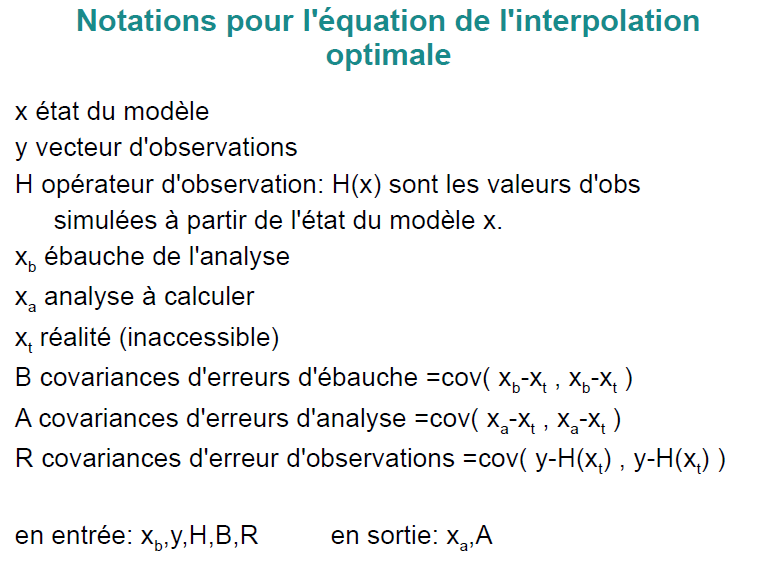 Notations pour l'équation de l'interpolation
optimale
x état du modèle
y vecteur d'observations
H opérateur d'observation: H(x) sont les valeurs d'obs
simulées à partir de l'état du modèle x.
x_b ébauche de l'analyse
x_a analyse à calculer
x_t réalité (inaccessible)
B covariances d'erreurs d'ébauche =cov( x_b-x_t , x_b-x_t )
A covariances d'erreurs d'analyse =cov( x_a-x_t , x_a-x_t )
R covariances d'erreur d'observations =cov( y-H(x_t) , y-H(x_t) )
en entrée: x_b,y,H,B,R en sortie: x_a,A